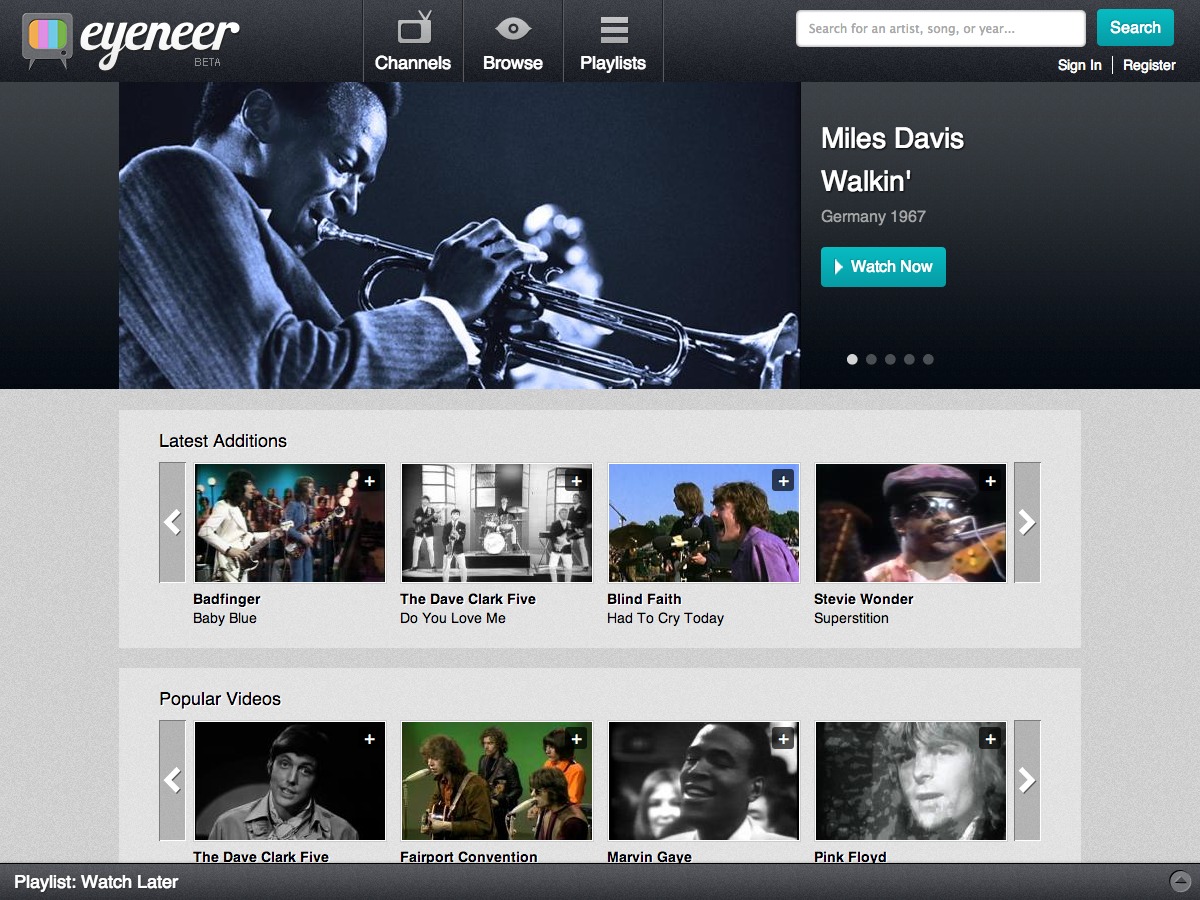 eyeneer
BETA
Channels
Browse
Playlists
Search for an artist, song, or year...
Search
Sign In
Register
Miles Davis
Walkin'
Germany 1967
Watch Now
Latest Additions
Badfinger
Baby Blue
The Dave Clark Five
Do You Love Me
Blind Faith
Had To Cry Today
Stevie Wonder
Superstition
Popular Videos
The Dave Clark Five
Fairport Convention
Marvin Gaye
Pink Floyd
Playlist: Watch Later